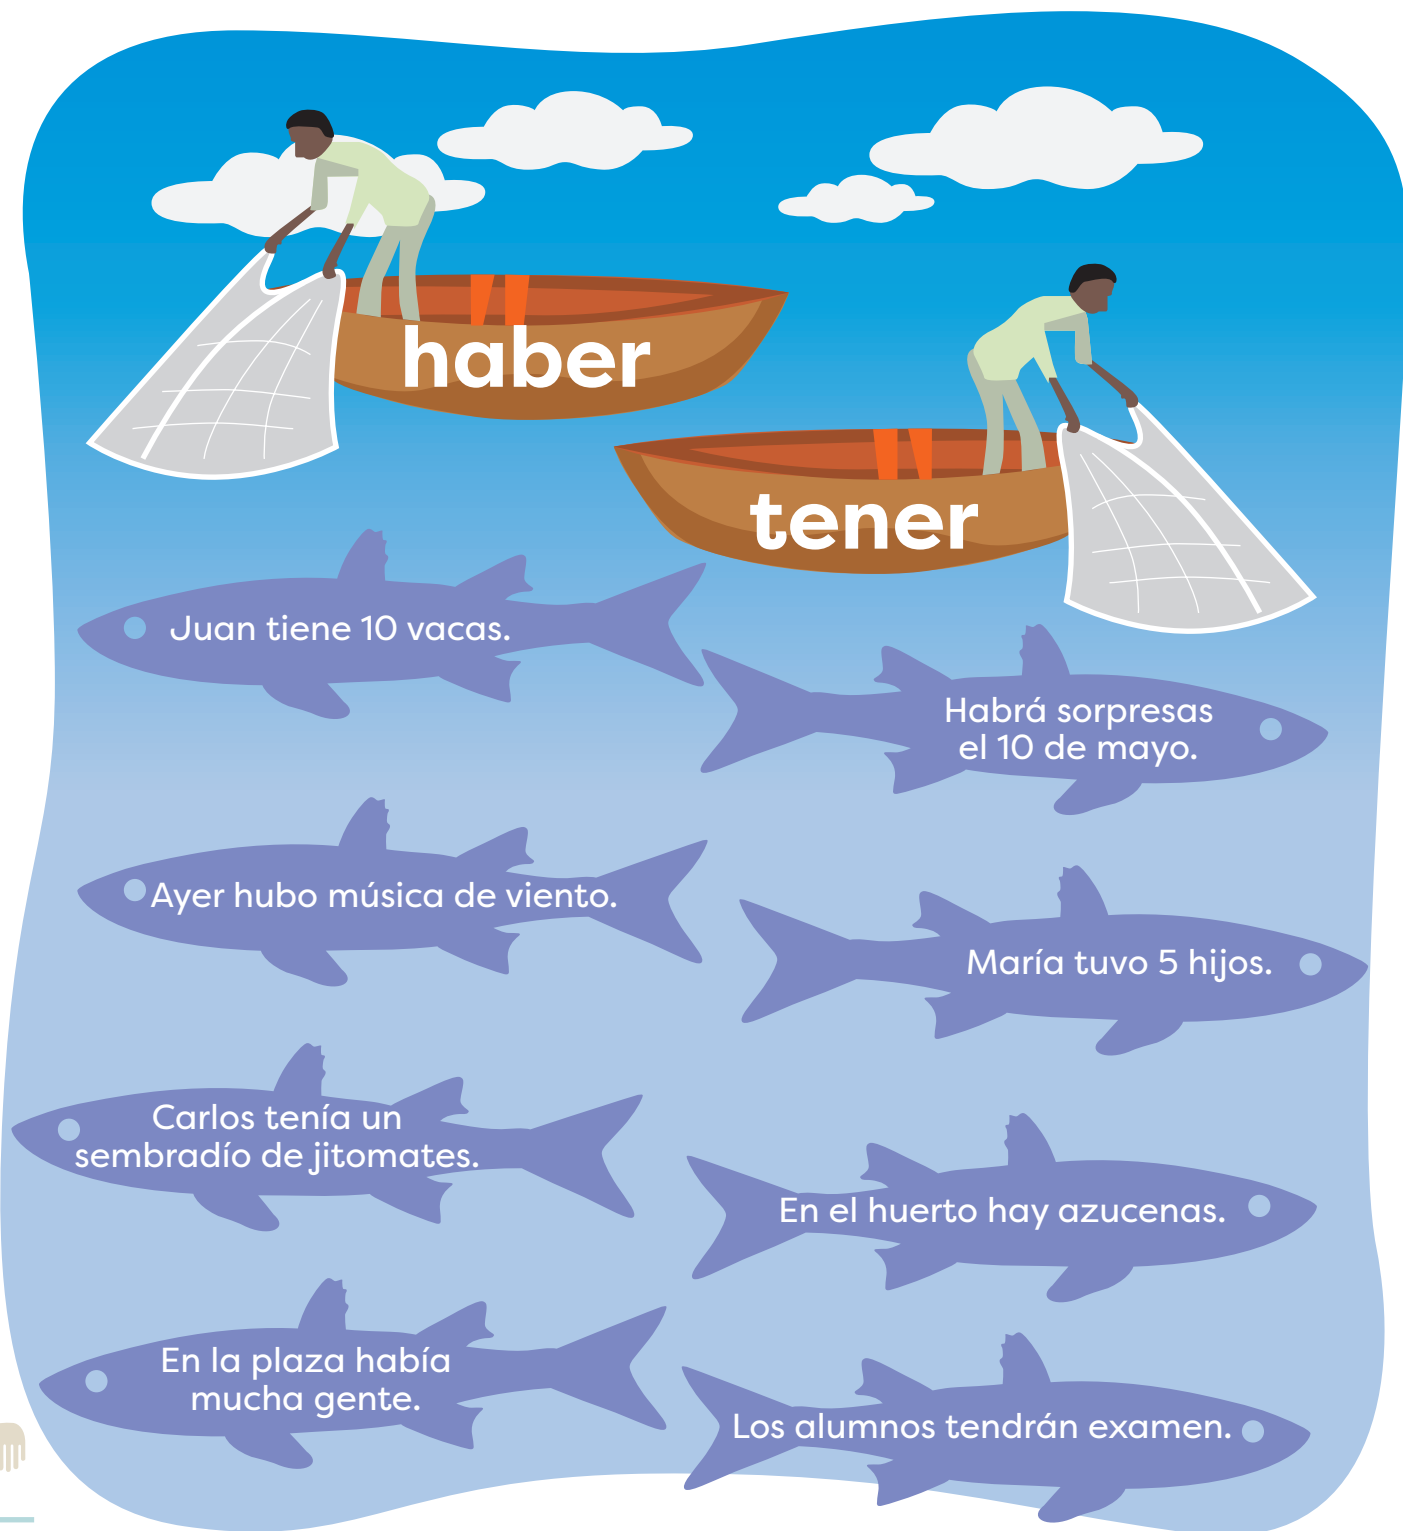 haber
tener
Juan tiene 10 vacas.
Habrá sorpresas
el 10 de mayo.
Ayer hubo música de viento.
María tuvo 5 hijos.
Carlos tenía un
sembradío de jitomates.
En el huerto hay azucenas.
En la plaza había
mucha gente.
Los alumnos tendrán examen.